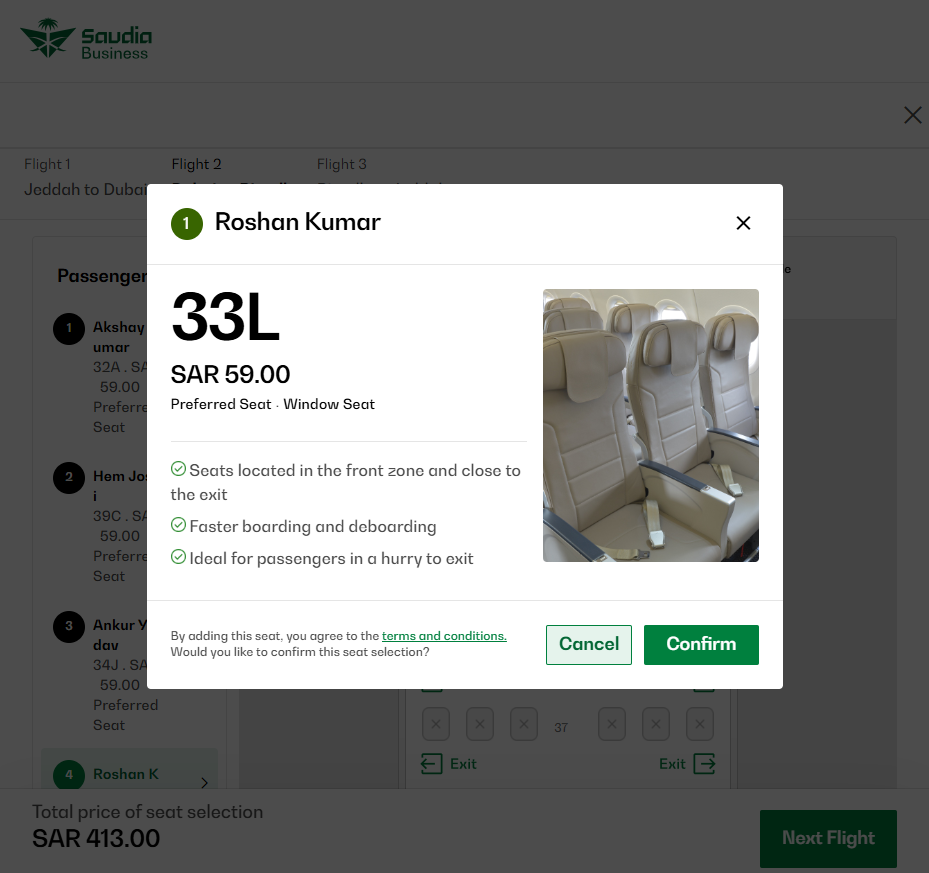 Saudia
Business
Flight 1
Flight 2
Flight 3
Jeddah to Dubai
1
Roshan Kumar
Passenger
33L
SAR 59.00
Preferred Seat · Window Seat
Seats located in the front zone and close to
the exit
Faster boarding and deboarding
Ideal for passengers in a hurry to exit
By adding this seat, you agree to the terms and conditions.
Would you like to confirm this seat selection?
Cancel
Confirm
1
Akshay
umar
32A . SA
59.00
Preferre
Seat
2
Hem Jos
i
39C . SA
59.00
Preferre
Seat
3
Ankur Y
dav
34J . SA
59.00
Preferred
Seat
4
Roshan K
37
Exit
Exit
Total price of seat selection
SAR 413.00
Next Flight